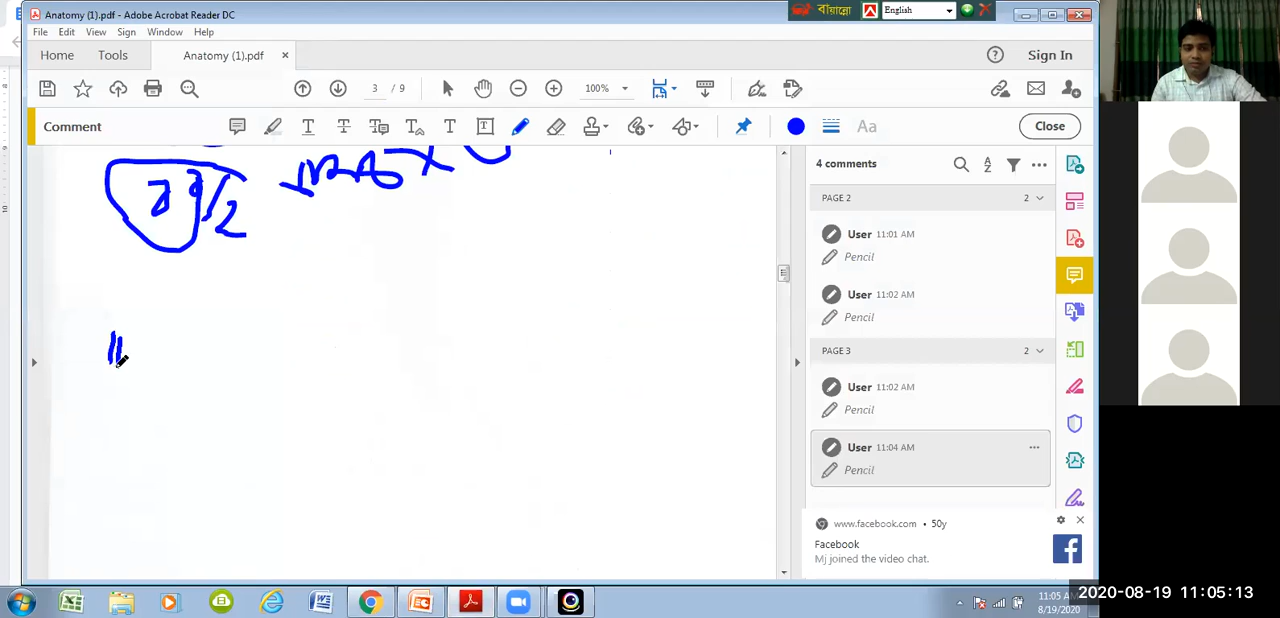 Anatomy (1).pdf - Adobe Acrobat Reader DC
বায়ান্নো
English
File Edit View Sign Window Help
Home Tools Anatomy (1).pdf × Sign In
3 / 9 100%
Comment Aa Close
4 comments
PAGE 2 2
User 11:01 AM
Pencil
User 11:02 AM
Pencil
PAGE 3 2
User 11:02 AM
Pencil
User 11:04 AM
Pencil
www.facebook.com • 50y
Facebook
Mj joined the video chat.
11:05 AM
8/19/2020
2020-08-19 11:05:13